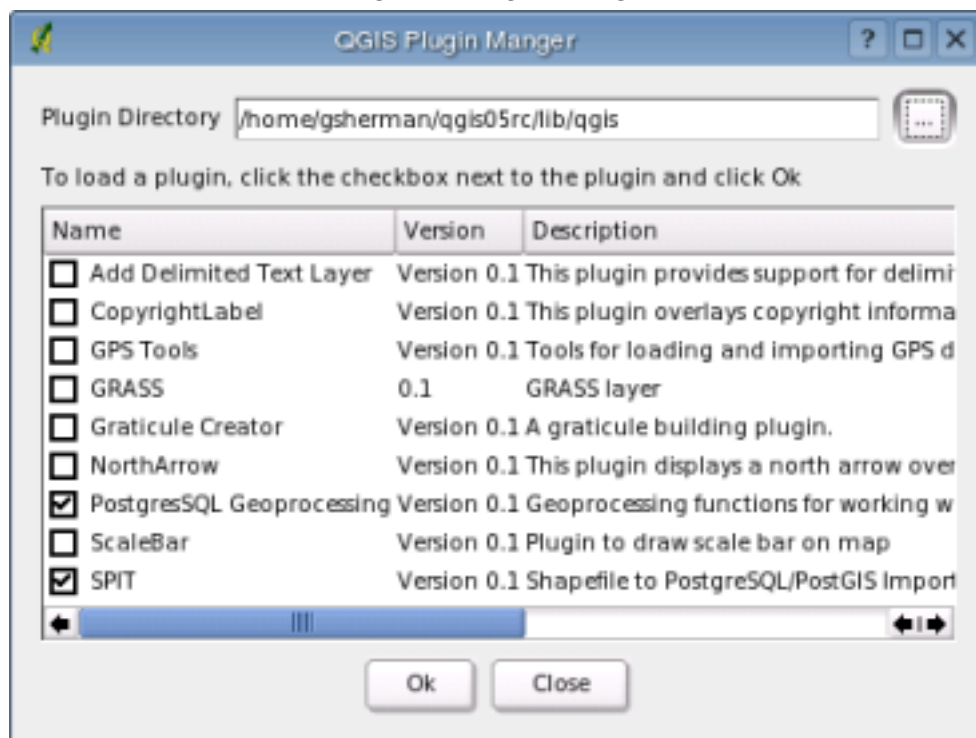 QGIS Plugin Manger
Plugin Directory /home/gsherman/qgis05rc/lib/qgis ...
To load a plugin, click the checkbox next to the plugin and click Ok
Name Version Description
Add Delimited Text Layer Version 0.1 This plugin provides support for delimi
CopyrightLabel Version 0.1 This plugin overlays copyright informa
GPS Tools Version 0.1 Tools for loading and importing GPS d
GRASS 0.1 GRASS layer
Graticule Creator Version 0.1 A graticule building plugin.
NorthArrow Version 0.1 This plugin displays a north arrow over
PostgresSQL Geoprocessing Version 0.1 Geoprocessing functions for working w
ScaleBar Version 0.1 Plugin to draw scale bar on map
SPIT Version 0.1 Shapefile to PostgreSQL/PostGIS Import
Ok Close